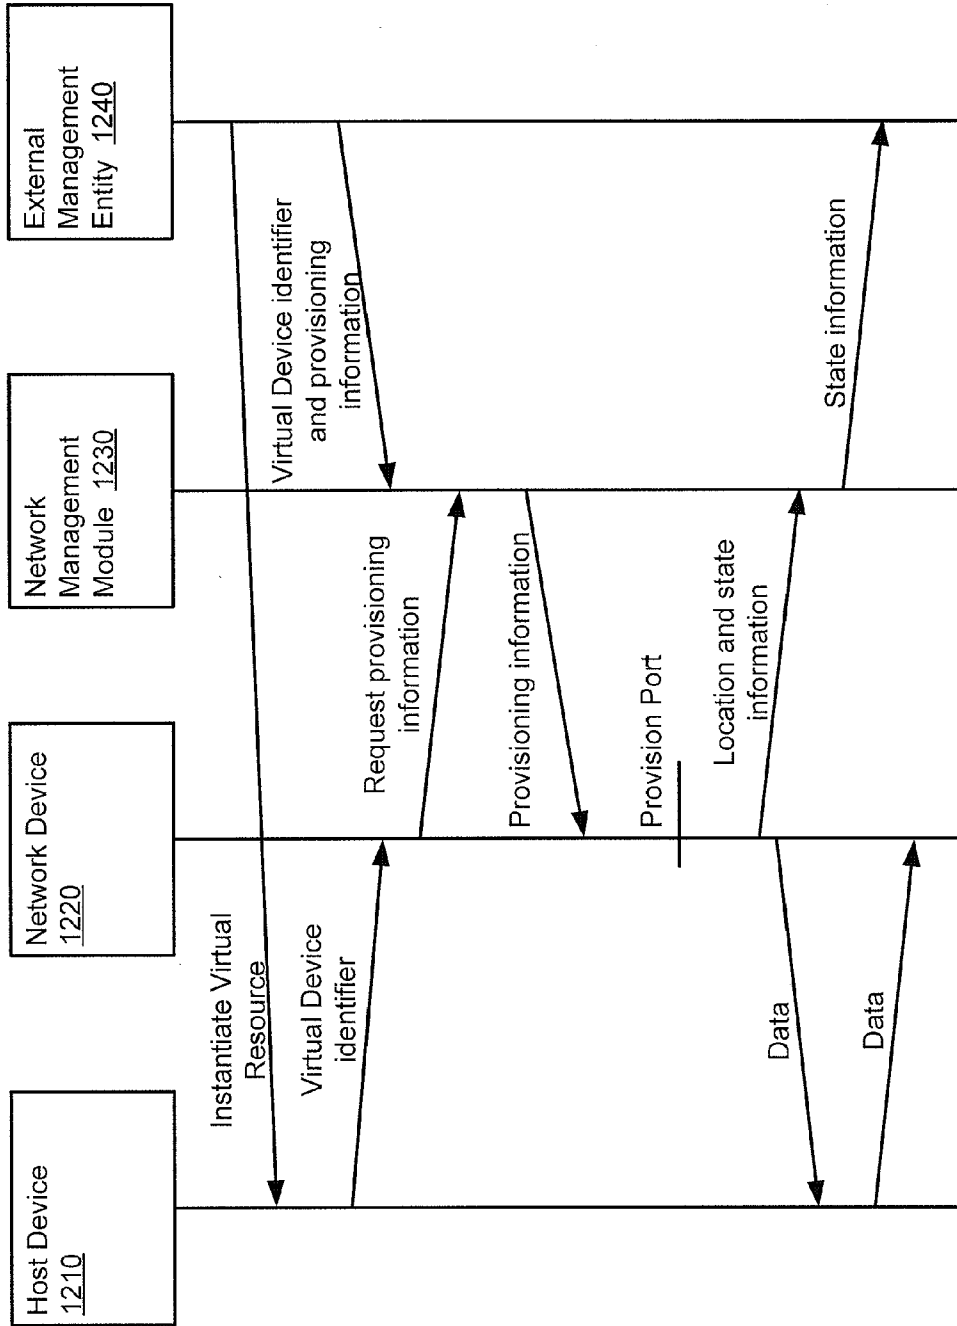 Host Device
1210
Network Device
1220
Network
Management
Module 1230
External
Management
Entity 1240
Instantiate Virtual
Resource
Virtual Device identifier
and provisioning
information
Virtual Device
identifier
Request provisioning
information
Provisioning information
Provision Port
Location and state
information
Data
State information
Data